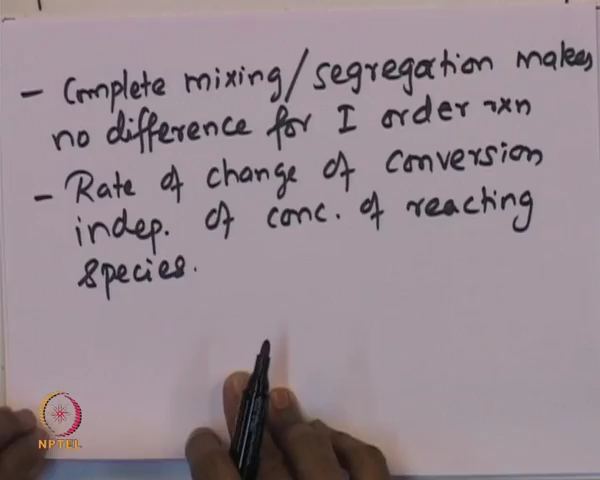 - Complete mixing/segregation makes
no difference for I order rxn
- Rate of change of conversion
indep. of conc. of reacting
species.
NPTEL